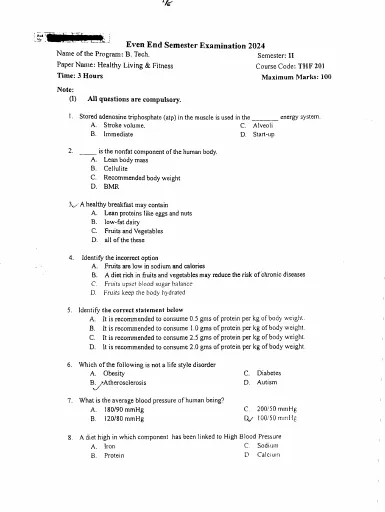 Even End Semester Examination 2024
Name of the Program: B. Tech. Semester: II
Paper Name: Healthy Living & Fitness Course Code: THF 201
Time: 3 Hours Maximum Marks: 100
Note:
(I) All questions are compulsory.
1. Stored adenosine triphosphate (atp) in the muscle is used in the ______ energy system
A. Stroke volume. C. Alveoli
B. Immediate D. Start-up
2. ____ is the nonfat component of the human body.
A. Lean body mass
B. Cellulite
C. Recommended body weight
D. BMR
3. A healthy breakfast may contain
A. Lean proteins like eggs and nuts
B. low-fat dairy
C. Fruits and Vegetables
D. all of the these
4. Identify the incorrect option
A. Fruits are low in sodium and calories
B. A diet rich in fruits and vegetables may reduce the risk of chronic diseases
C. Fruits upset blood sugar balance
D. Fruits keep the body hydrated
5. Identify the correct statement below
A. It is recommended to consume 0.5 gms of protein per kg of body weight.
B. It is recommended to consume 1.0 gms of protein per kg of body weight.
C. It is recommended to consume 2.5 gms of protein per kg of body weight.
D. It is recommended to consume 2.0 gms of protein per kg of body weight.
6. Which of the following is not a life style disorder
A. Obesity C. Diabetes
B. Atherosclerosis D. Autism
7. What is the average blood pressure of human being?
A. 180/90 mmHg C. 200/50 mmHg
B. 120/80 mmHg D. 100/50 mmHg
8. A diet high in which component has been linked to High Blood Pressure
A. Iron C Sodium
B. Protein D Calcium